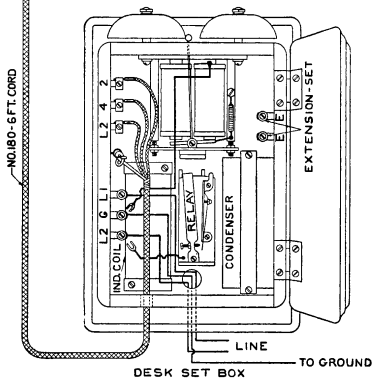 NO.180-6FT. CORD
2
4
L2
L1
G
L2
IND. COIL
RELAY
CONDENSER
E
E
EXTENSION-SET
LINE
TO GROUND
DESK SET BOX